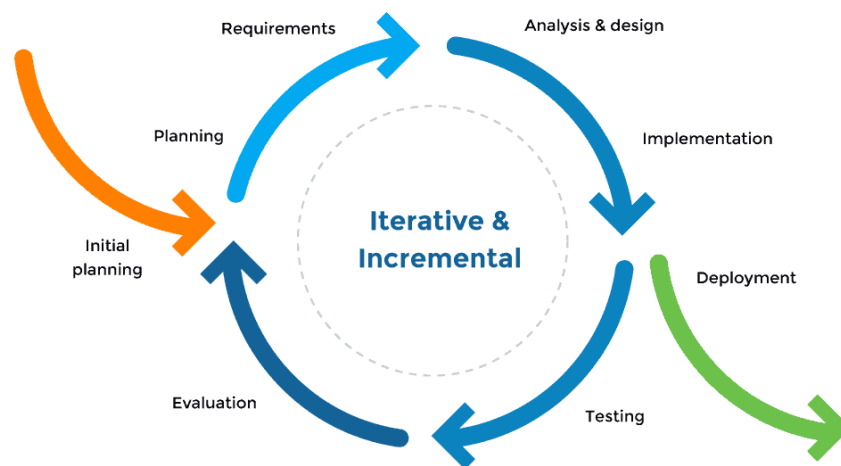 Requirements
Analysis & design
Planning
Implementation
Iterative &
Incremental
Initial
planning
Deployment
Evaluation
Testing